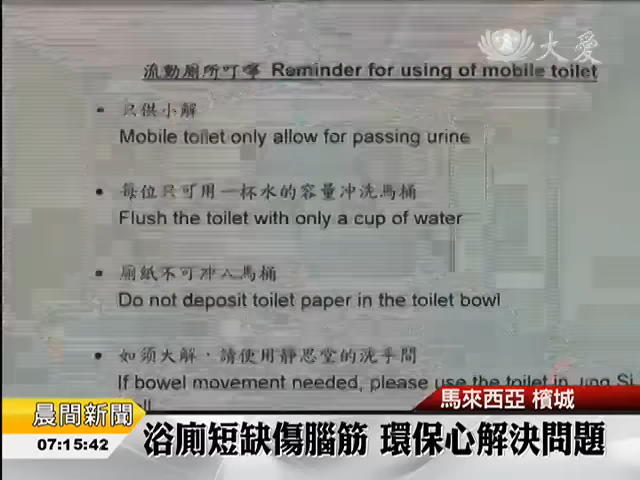 大愛
流動廁所叮嚀 Reminder for using of mobile toilet
• 只供小解
Mobile toilet only allow for passing urine
• 每位只可用一杯水的容量冲洗馬桶
Flush the toilet with only a cup of water
• 廁紙不可冲入馬桶
Do not deposit toilet paper in the toilet bowl
• 如须大解，請使用靜思堂的洗手間
If bowel movement needed, please use the toilet in Si
馬來西亞 檳城
晨間新聞
07:15:42
浴廁短缺傷腦筋 環保心解決問題